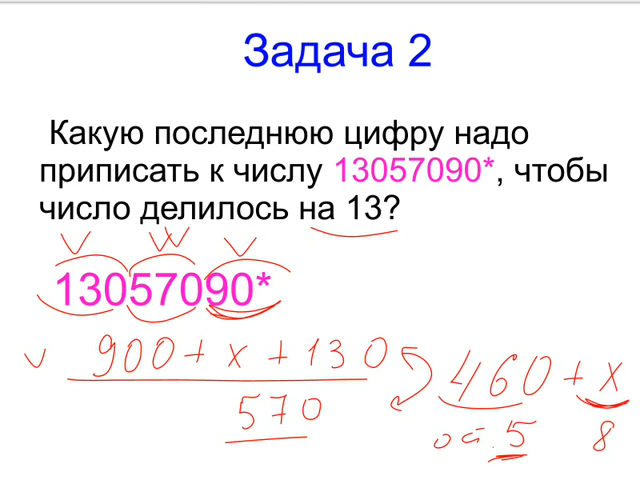 Задача 2
Какую последнюю цифру надо
приписать к числу 13057090*, чтобы
число делилось на 13?
13057090*
900 + x + 130
570
460 + x
ост. 5
8